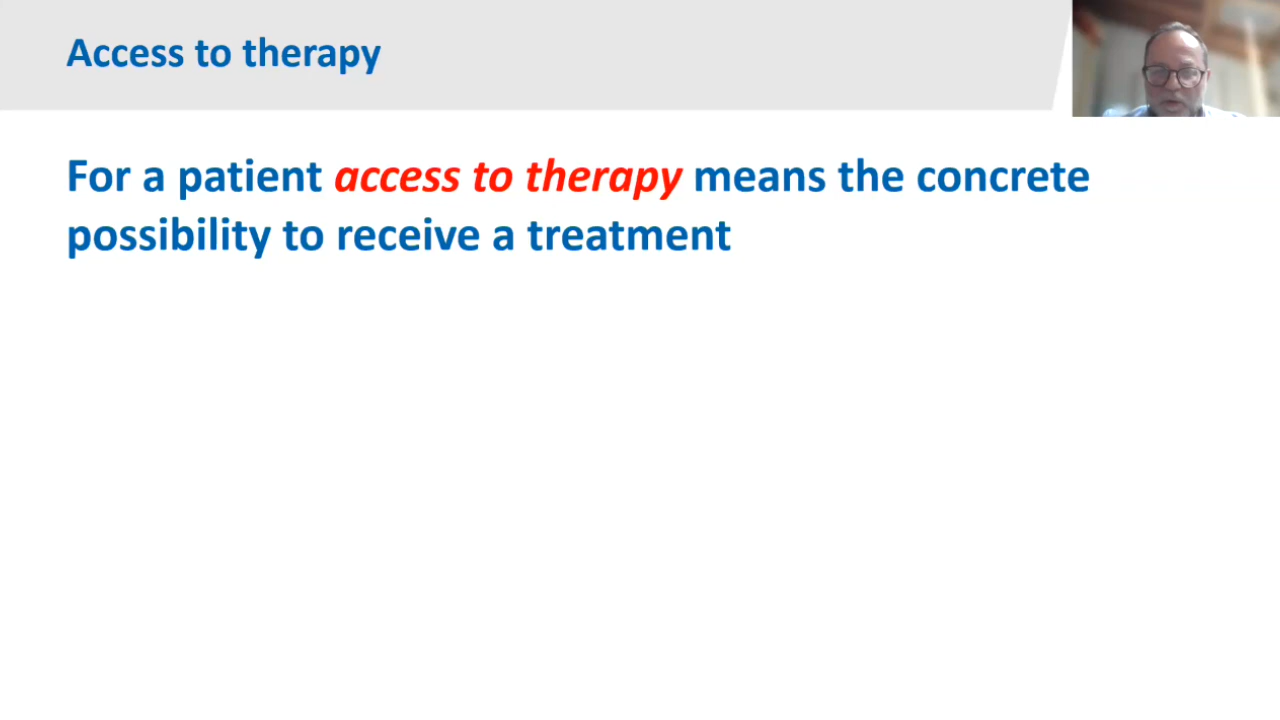 Access to therapy
For a patient access to therapy means the concrete
possibility to receive a treatment